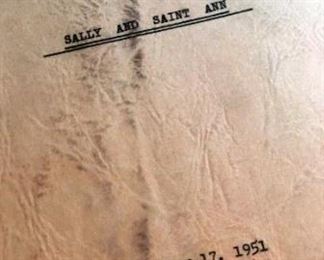 SALLY AND SAINT ANN
17, 1951